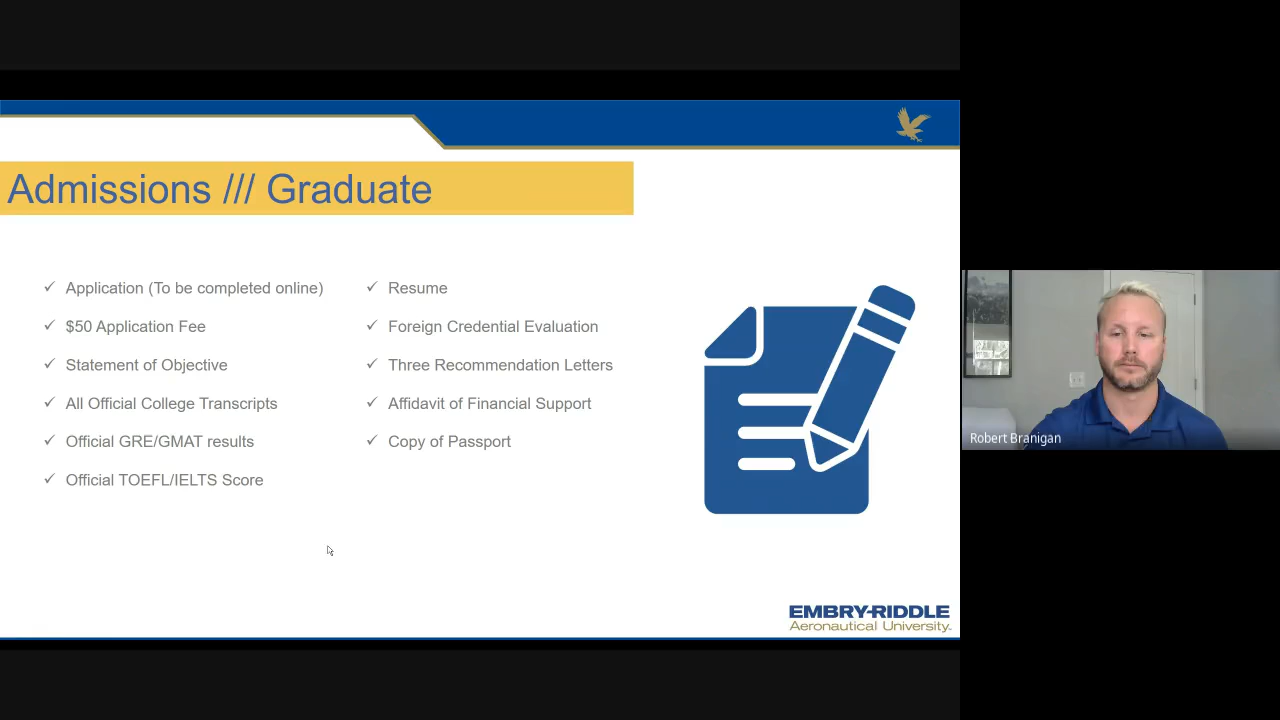 Admissions /// Graduate
Application (To be completed online)
$50 Application Fee
Statement of Objective
All Official College Transcripts
Official GRE/GMAT results
Official TOEFL/IELTS Score
Resume
Foreign Credential Evaluation
Three Recommendation Letters
Affidavit of Financial Support
Copy of Passport
EMBRY-RIDDLE
Aeronautical University.
Robert Branigan